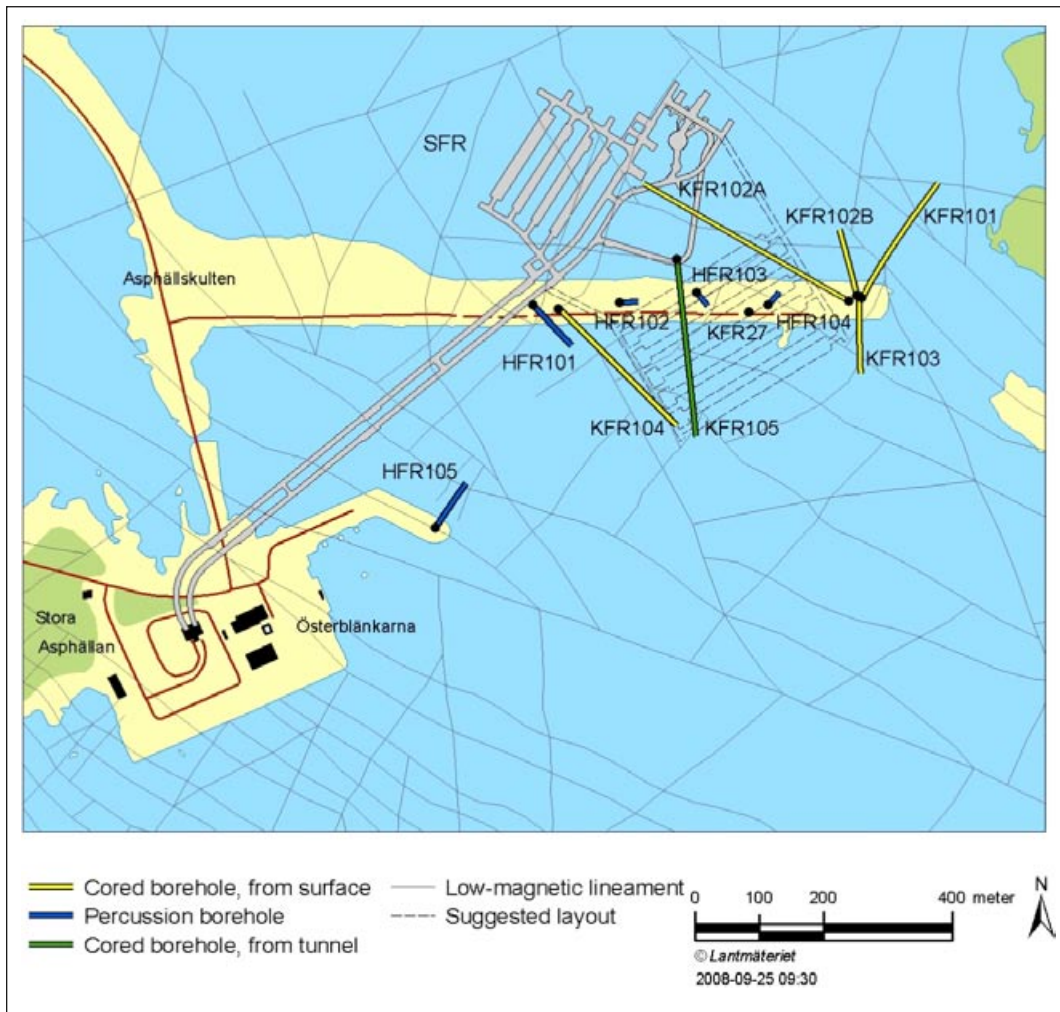 SFR
KFR102A
KFR102B
KFR101
Asphällskulten
HFR103
HFR102
KFR27
HFR104
HFR101
KFR103
KFR104
KFR105
HFR105
Stora
Asphällan
Österblänkarna
Cored borehole, from surface
Percussion borehole
Cored borehole, from tunnel
Low-magnetic lineament
Suggested layout
0 100 200 400 meter
N
© Lantmäteriet
2008-09-25 09:30